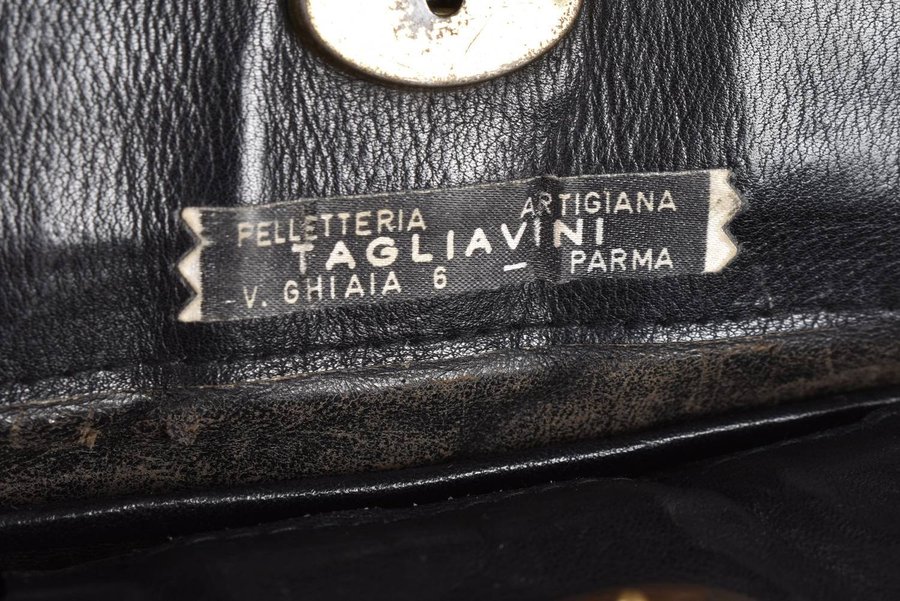 PELLETTERIA ARTIGIANA
TAGLIAVINI
-V. GHIAIA 6 - PARMA